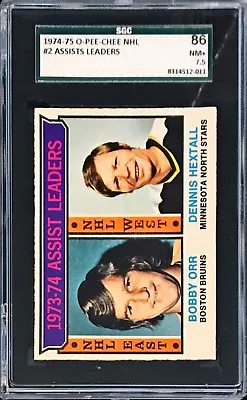 SGC
1974-75 O-PEE-CHEE NHL
#2 ASSISTS LEADERS
86
NM+
7.5
8314512-011
1973-74 ASSIST LEADERS
NHL EAST
NHL WEST
BOBBY ORR
BOSTON BRUINS
DENNIS HEXTALL
MINNESOTA NORTH STARS